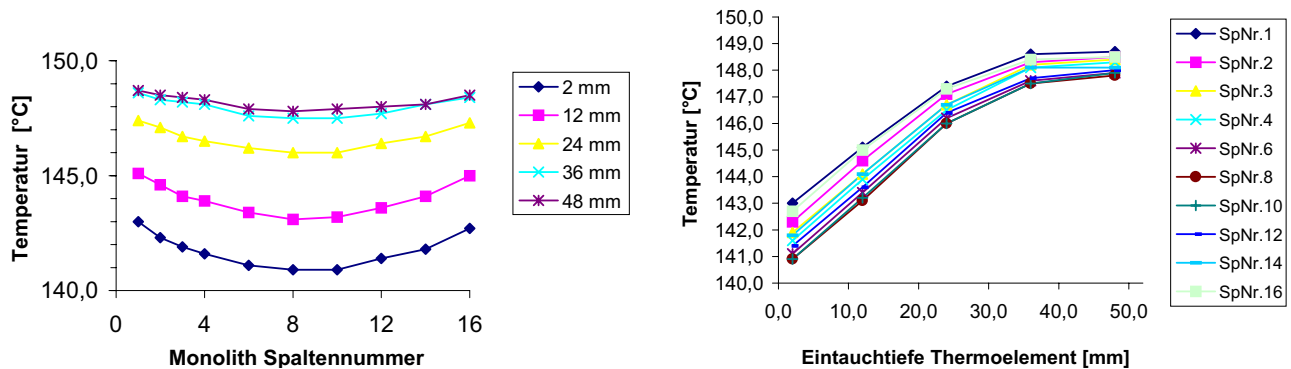 Temperatur [°C]
150,0
145,0
140,0
0
4
8
12
16
Monolith Spaltennummer
2 mm
12 mm
24 mm
36 mm
48 mm
Temperatur [°C]
150,0
149,0
148,0
147,0
146,0
145,0
144,0
143,0
142,0
141,0
140,0
0,0
10,0
20,0
30,0
40,0
50,0
Eintauchtiefe Thermoelement [mm]
SpNr.1
SpNr.2
SpNr.3
SpNr.4
SpNr.6
SpNr.8
SpNr.10
SpNr.12
SpNr.14
SpNr.16